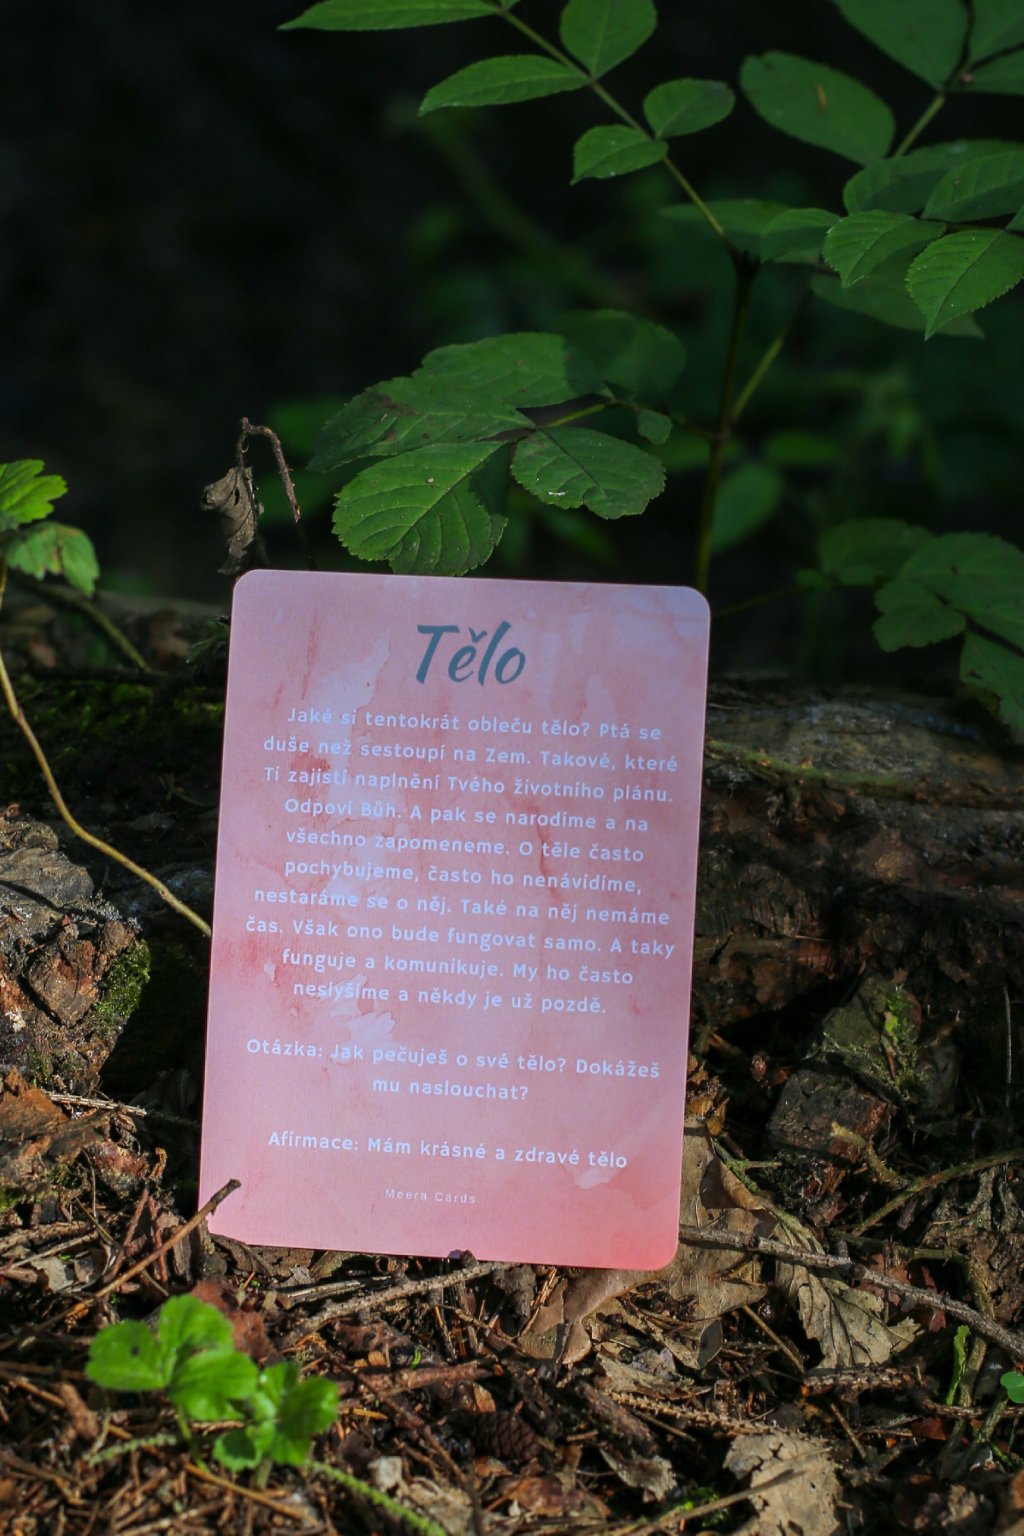 Tělo
Jaké si tentokrát obleču tělo? Ptá se
duše než sestoupí na Zem. Takové, které
Ti zajistí naplnění Tvého životního plánu.
Odpoví Bůh. A pak se narodíme a na
všechno zapomeneme. O těle často
pochybujeme, často ho nenávidíme,
nestaráme se o něj. Také na něj nemáme
čas. Však ono bude fungovat samo. A taky
funguje a komunikuje. My ho často
neslyšíme a někdy je už pozdě.
Otázka: Jak pečuješ o své tělo? Dokážeš
mu naslouchat?
Afirmace: Mám krásné a zdravé tělo
Meera Cards